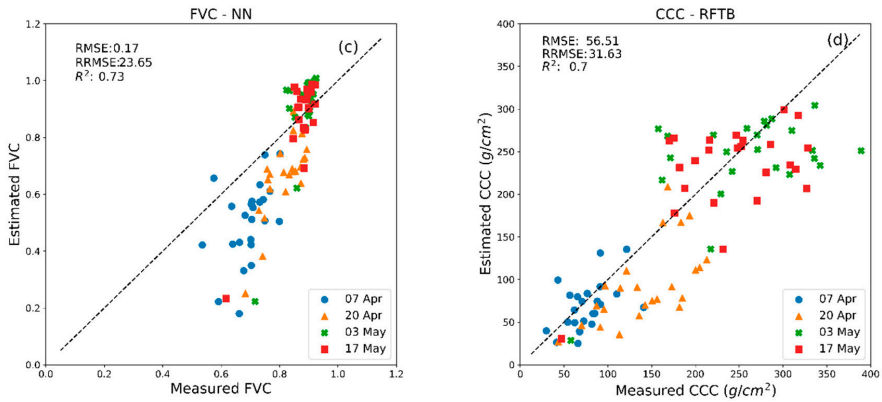 FVC - NN
(c)
RMSE:0.17
RRMSE:23.65
R²: 0.73
1.2
1.0
0.8
0.6
0.4
0.2
0.0
Estimated FVC
07 Apr
20 Apr
03 May
17 May
0.0 0.2 0.4 0.6 0.8 1.0 1.2
Measured FVC
CCC - RFTB
(d)
RMSE: 56.51
RRMSE:31.63
R²: 0.7
400
350
300
250
200
150
100
50
0
Estimated CCC (g/cm²)
07 Apr
20 Apr
03 May
17 May
0 50 100 150 200 250 300 350 400
Measured CCC (g/cm²)